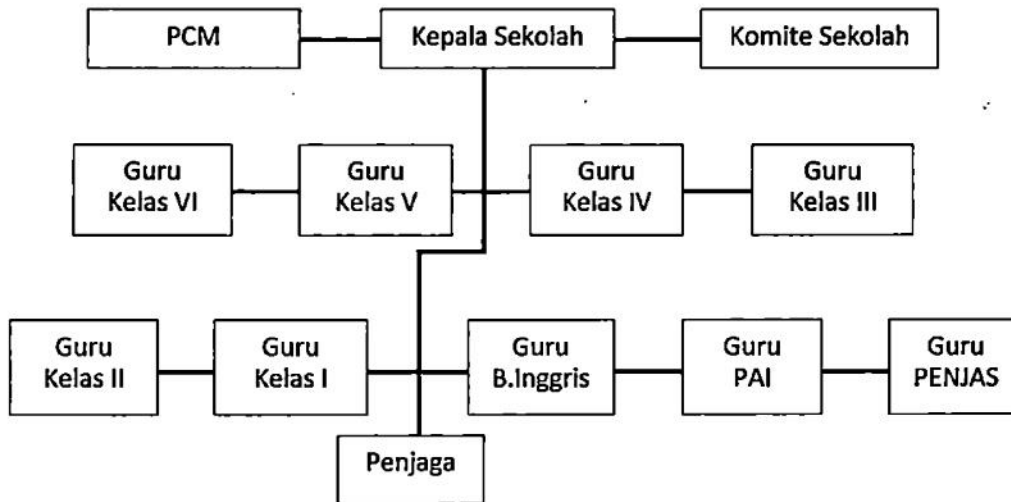 PCM
Kepala Sekolah
Komite Sekolah
Guru
Kelas VI
Guru
Kelas V
Guru
Kelas IV
Guru
Kelas III
Guru
Kelas II
Guru
Kelas I
Guru
B.Inggris
Guru
PAI
Guru
PENJAS
Penjaga